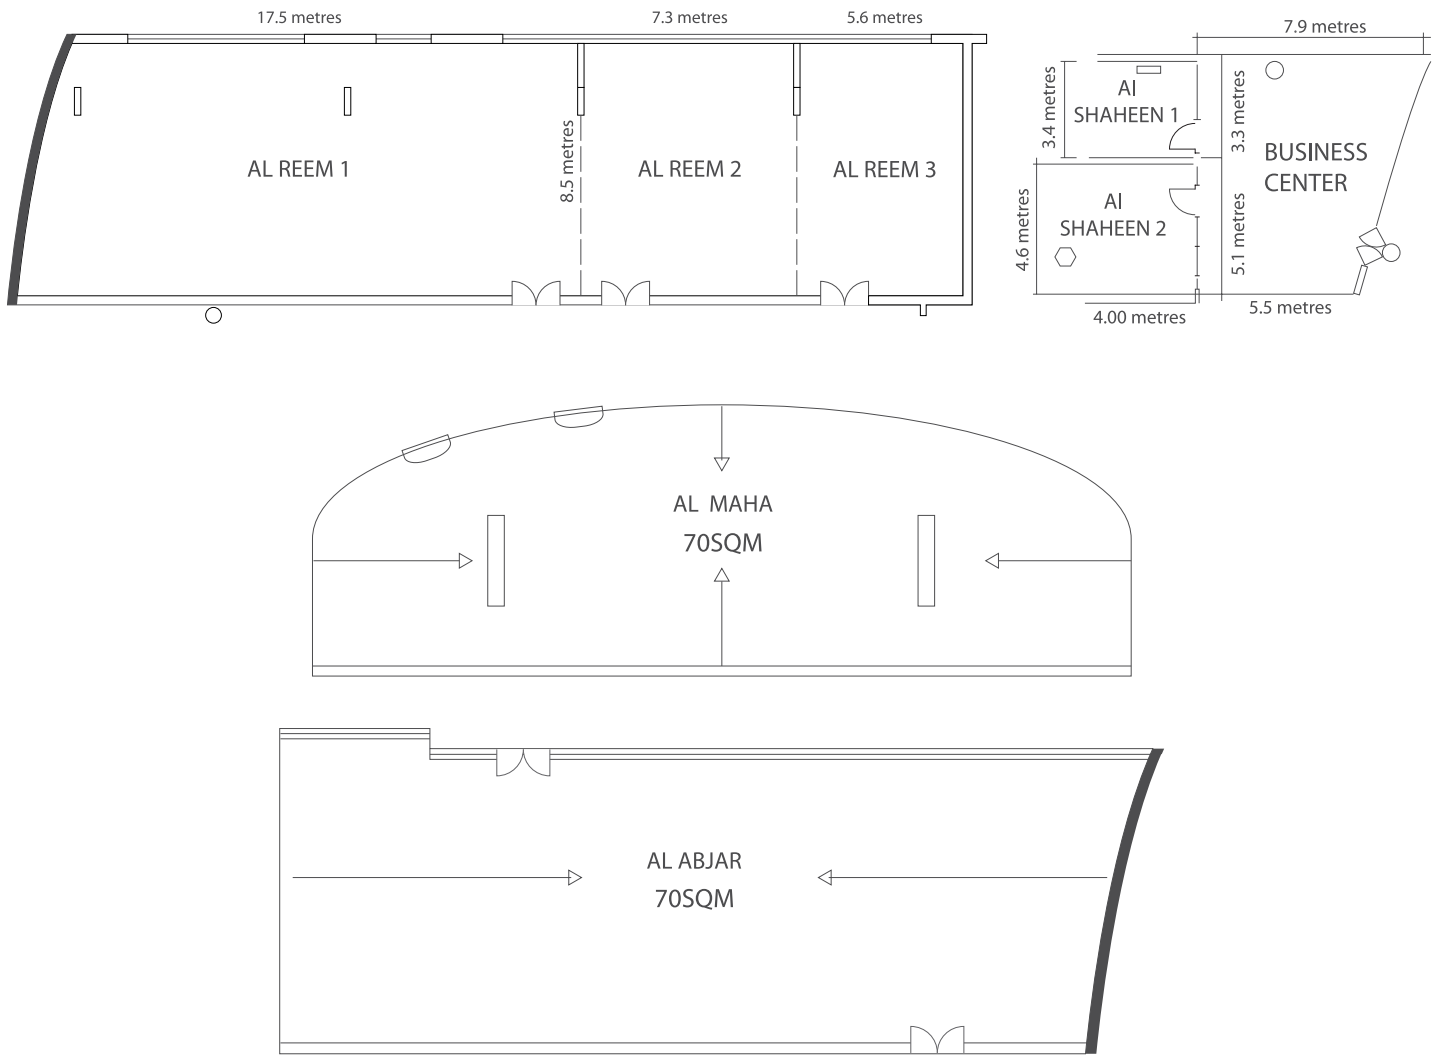 17.5 metres
7.3 metres
5.6 metres
AL REEM 1
8.5 metres
AL REEM 2
AL REEM 3
7.9 metres
3.4 metres
Al
SHAHEEN 1
3.3 metres
BUSINESS
CENTER
4.6 metres
Al
SHAHEEN 2
5.1 metres
4.00 metres
5.5 metres
AL MAHA
70SQM
AL ABJAR
70SQM